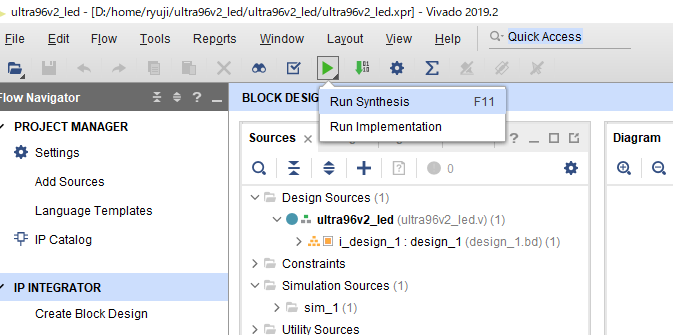 ultra96v2_led - [D:/home/ryuji/ultra96v2_led/ultra96v2_led/ultra96v2_led.xpr] - Vivado 2019.2
File Edit Flow Tools Reports Window Layout View Help Quick Access
Flow Navigator
BLOCK DESIG
Run Synthesis F11
Run Implementation
PROJECT MANAGER
Settings
Add Sources
Language Templates
IP Catalog
IP INTEGRATOR
Create Block Design
Sources
0
Design Sources (1)
ultra96v2_led (ultra96v2_led.v) (1)
i_design_1 : design_1 (design_1.bd) (1)
Constraints
Simulation Sources (1)
sim_1 (1)
Utility Sources
Diagram